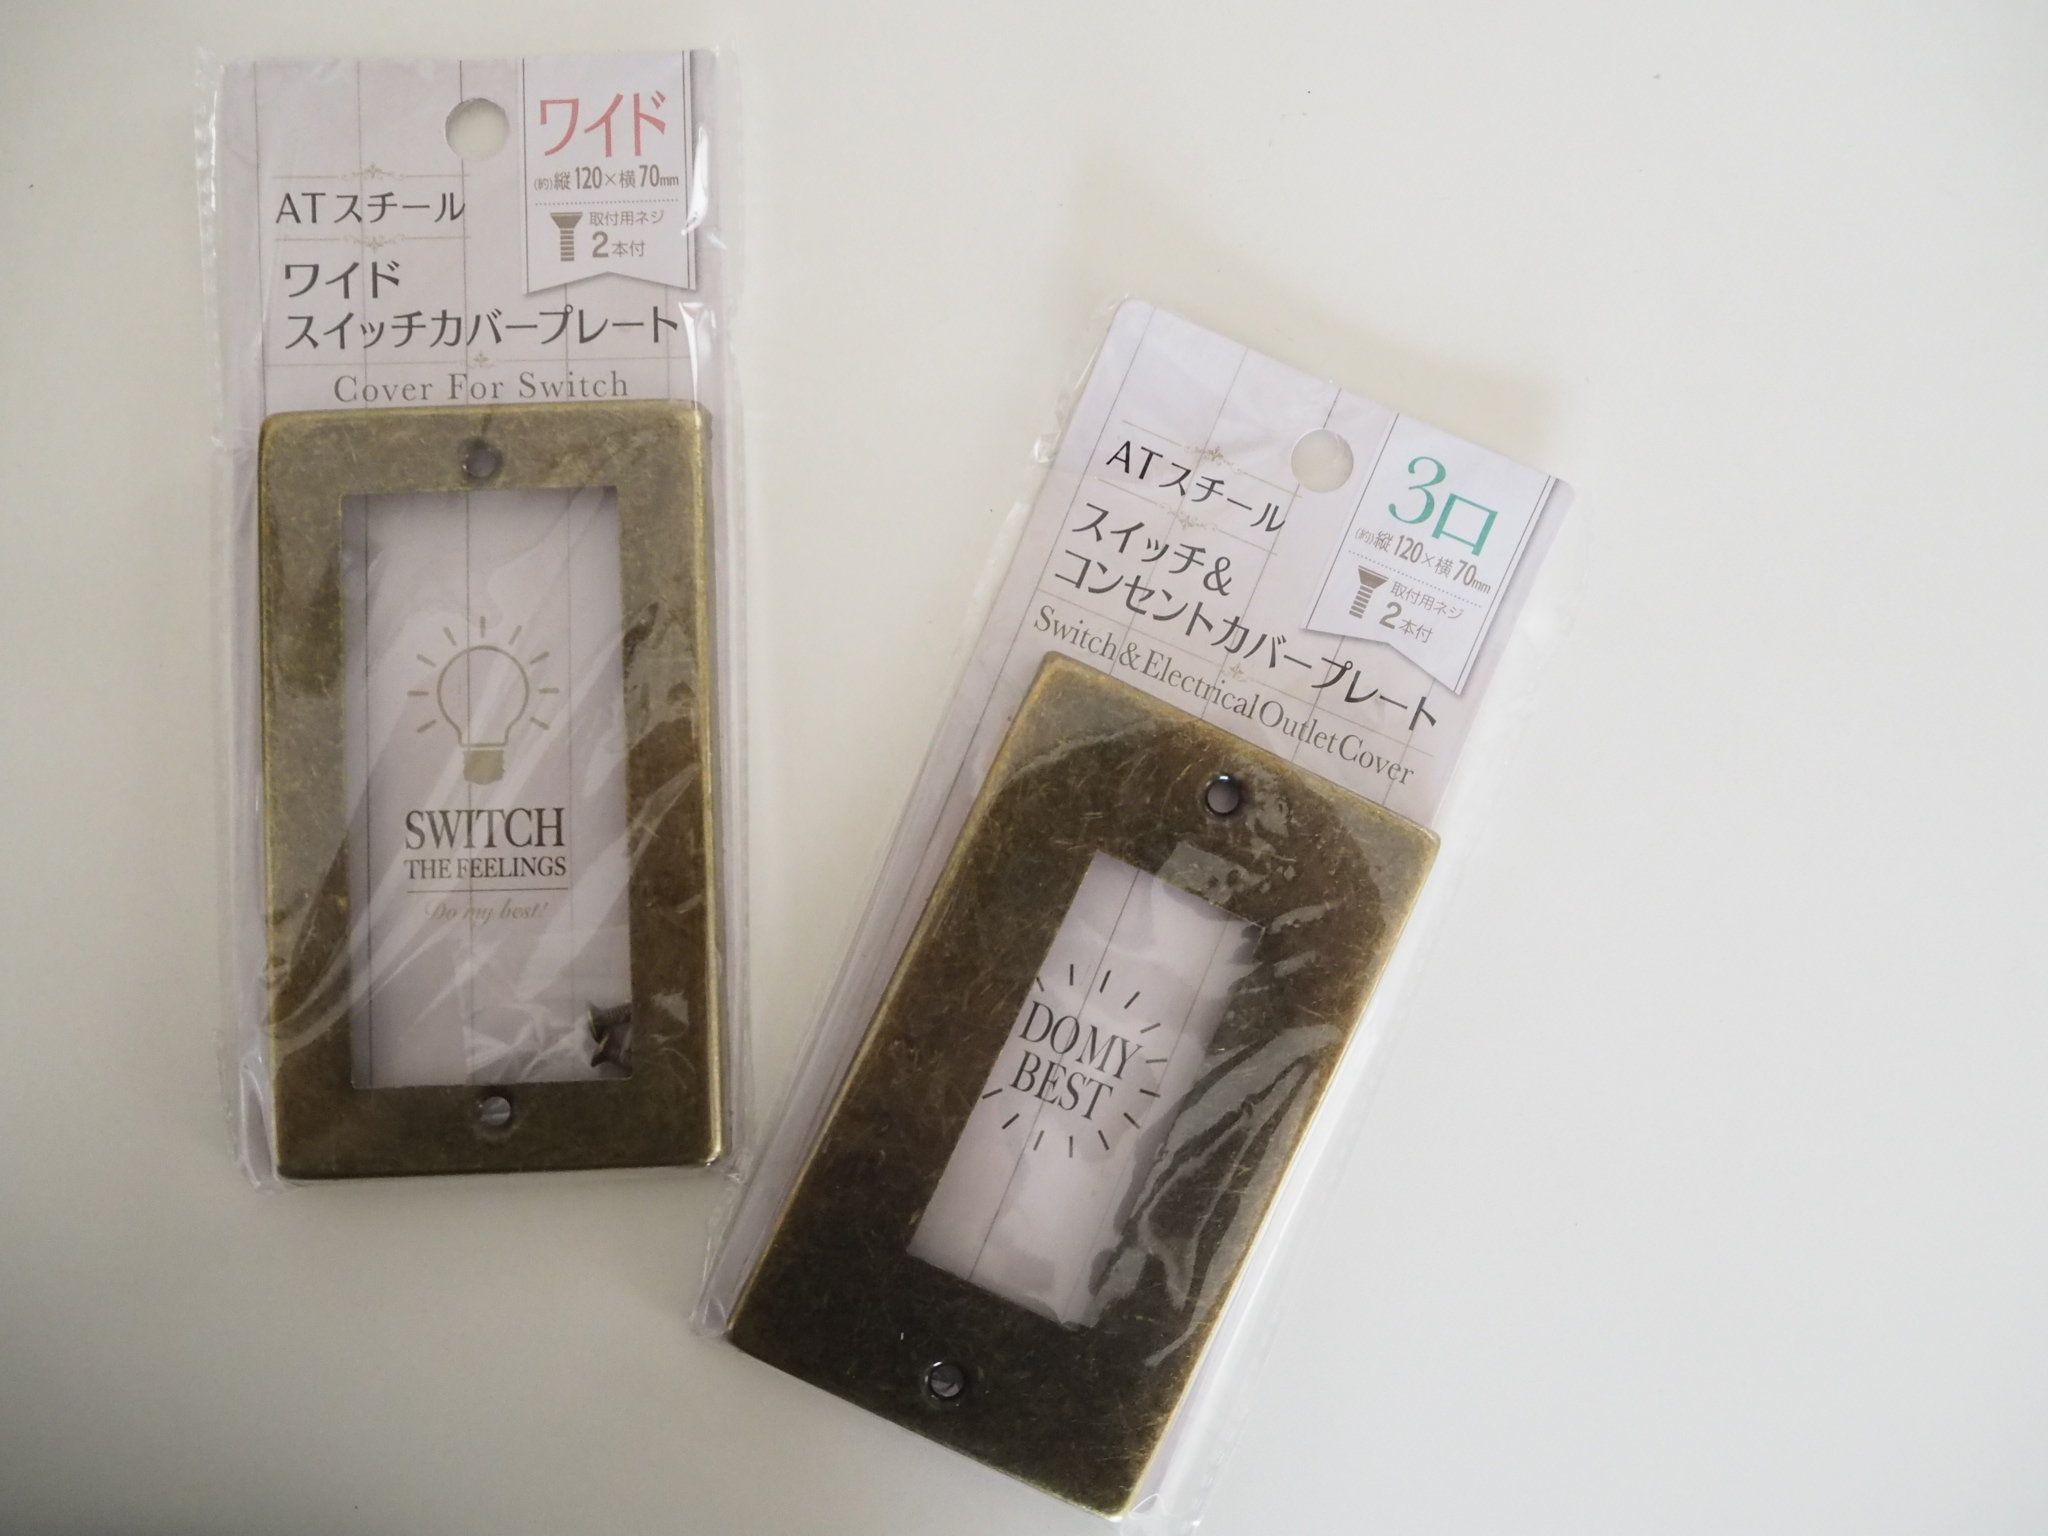 ワイド
(約)縦120×横70mm
取付用ネジ
2本付
ATスチール
ワイド
スイッチカバープレート
Cover For Switch
SWITCH
THE FEELINGS
Do my best!
3口
(約)縦120×横70mm
取付用ネジ
2本付
ATスチール
スイッチ&
コンセントカバープレート
Switch&Electrical Outlet Cover
DO MY
BEST